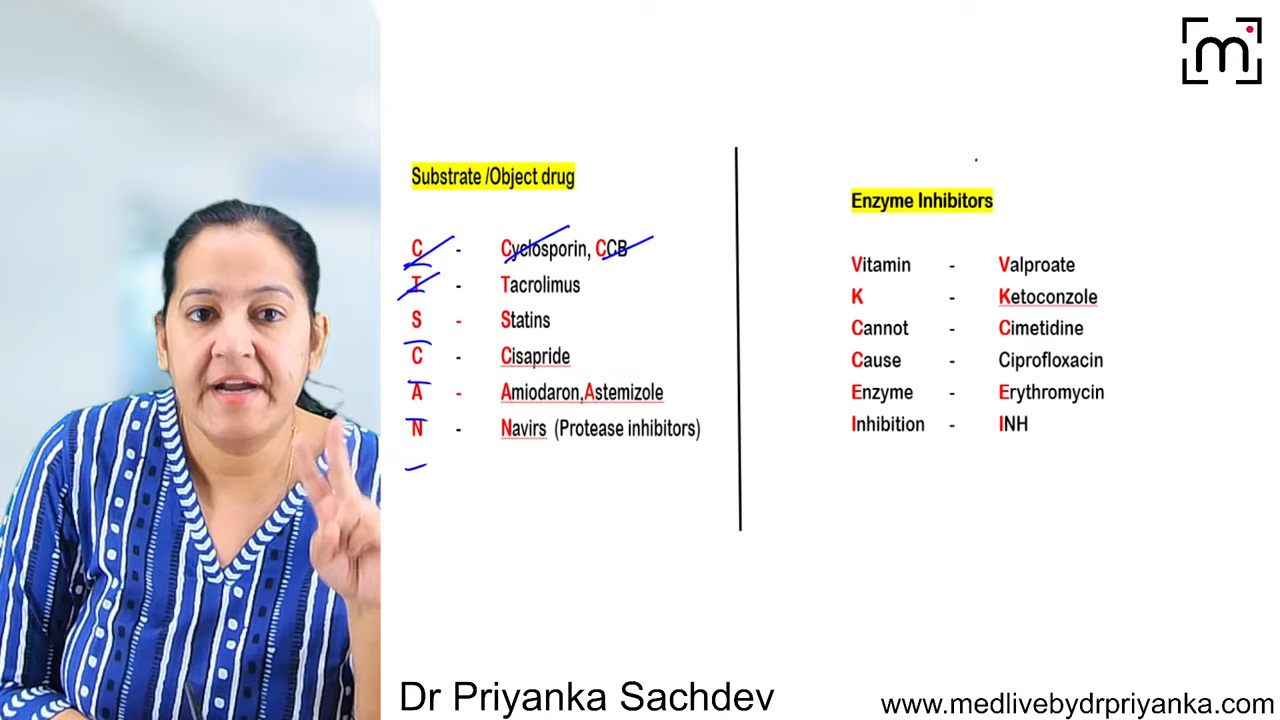 m
Substrate /Object drug
C - Cyclosporin, CCB
T - Tacrolimus
S - Statins
C - Cisapride
A - Amiodaron,Astemizole
N - Navirs (Protease inhibitors)
Enzyme Inhibitors
Vitamin - Valproate
K - Ketoconzole
Cannot - Cimetidine
Cause - Ciprofloxacin
Enzyme - Erythromycin
Inhibition - INH
Dr Priyanka Sachdev
www.medlivebydrpriyanka.com